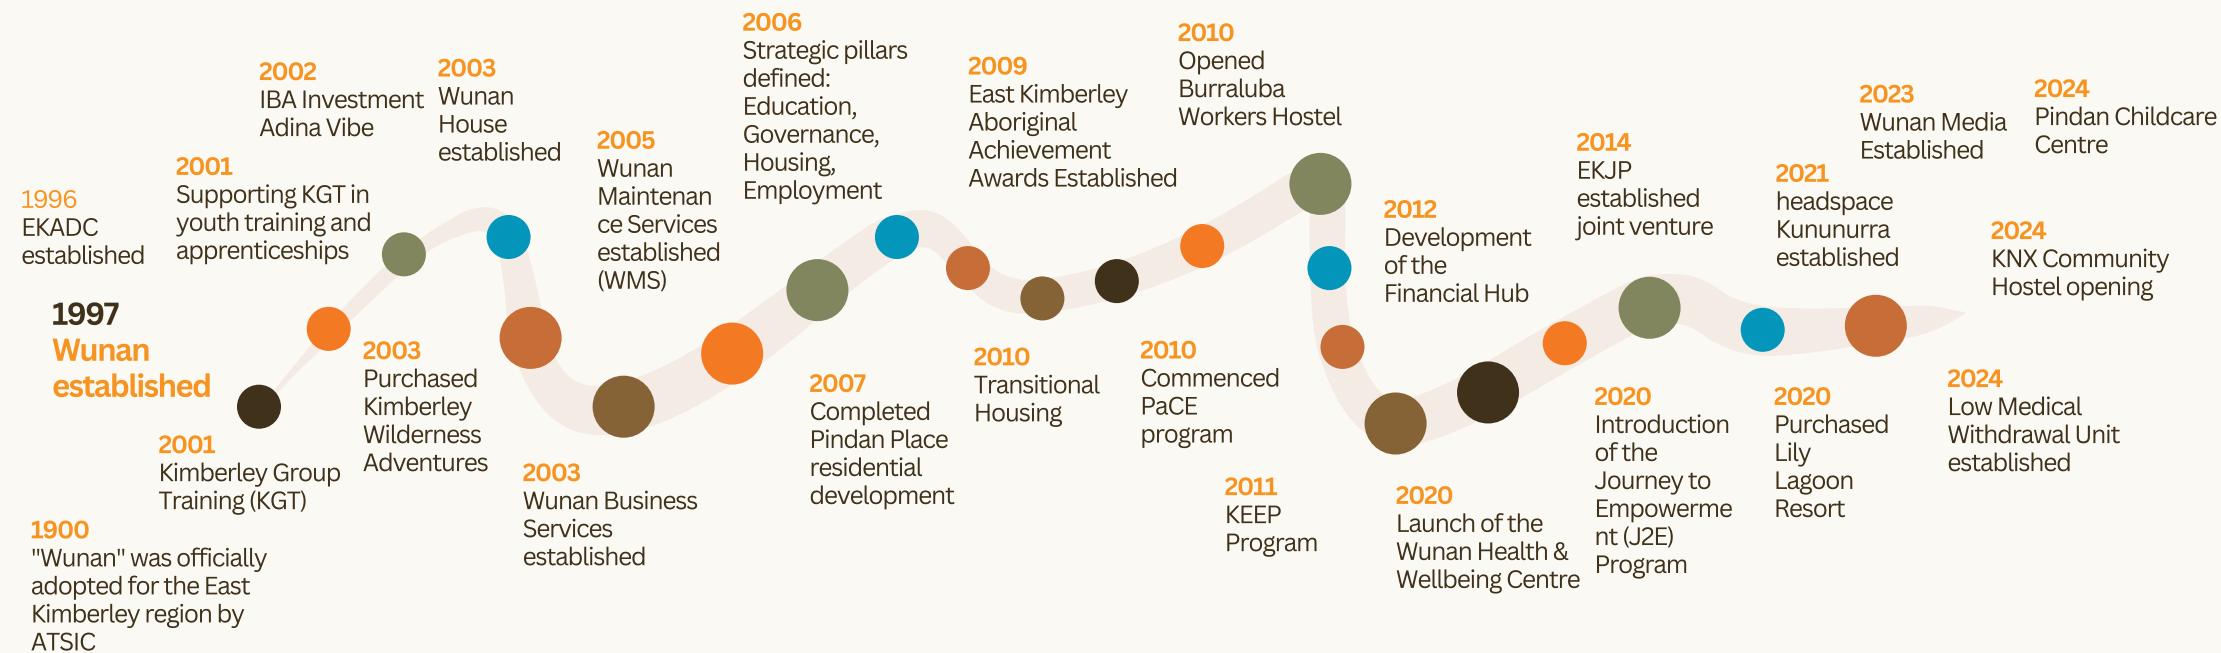 1996
EKADC
established
1997
Wunan
established
1900
"Wunan" was officially
adopted for the East
Kimberley region by
ATSIC
2001
Kimberley Group
Training (KGT)
2001
Supporting KGT in
youth training and
apprenticeships
2002
IBA Investment
Adina Vibe
2003
Purchased
Kimberley
Wilderness
Adventures
2003
Wunan
House
established
2003
Wunan Business
Services
established
2005
Wunan
Maintenan
ce Services
established
(WMS)
2006
Strategic pillars
defined:
Education,
Governance,
Housing,
Employment
2007
Completed
Pindan Place
residential
development
2009
East Kimberley
Aboriginal
Achievement
Awards Established
2010
Transitional
Housing
2010
Commenced
PaCE
program
2010
Opened
Burraluba
Workers Hostel
2011
KEEP
Program
2012
Development
of the
Financial Hub
2020
Launch of the
Wunan Health &
Wellbeing Centre
2014
EKJP
established
joint venture
2020
Introduction
of the
Journey to
Empowerme
nt (J2E)
Program
2020
Purchased
Lily
Lagoon
Resort
2021
headspace
Kununurra
established
2023
Wunan Media
Established
2024
Pindan Childcare
Centre
2024
KNX Community
Hostel opening
2024
Low Medical
Withdrawal Unit
established